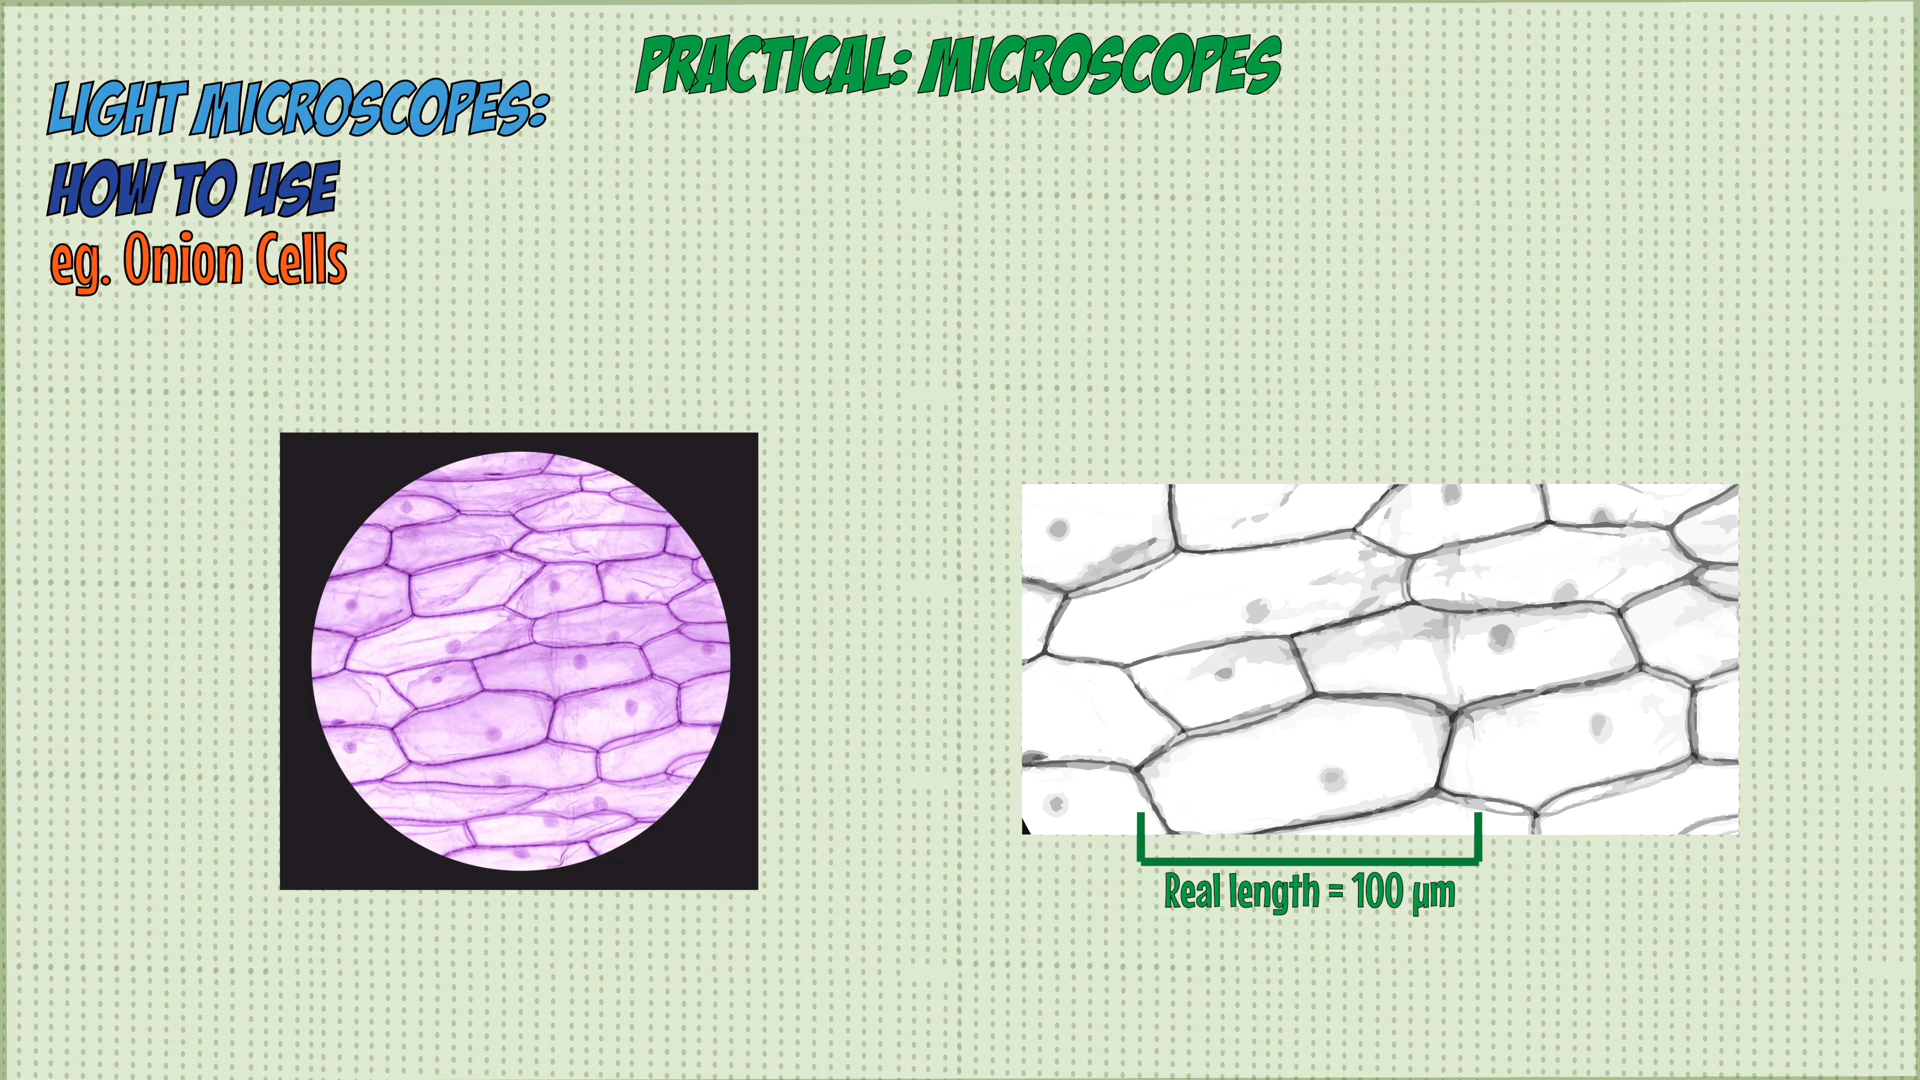 PRACTICAL: MICROSCOPES
LIGHT MICROSCOPES:
HOW TO USE
eg. Onion Cells
Real length = 100 µm